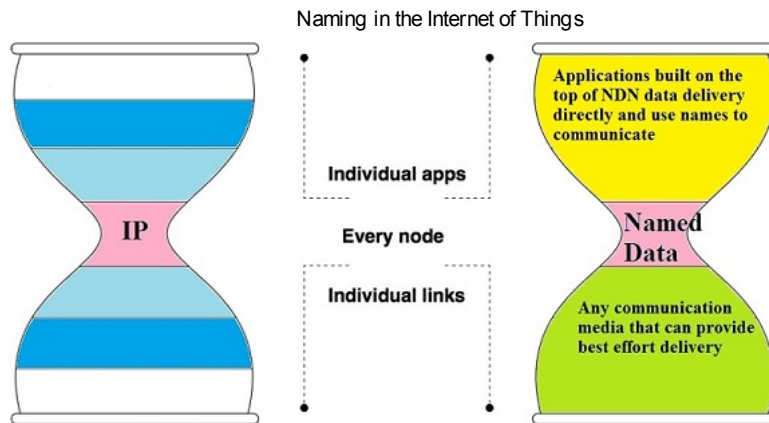 Naming in the Internet of Things
Applications built on the
top of NDN data delivery
directly and use names to
communicate
Individual apps
IP
Every node
Named
Data
Individual links
Any communication
media that can provide
best effort delivery